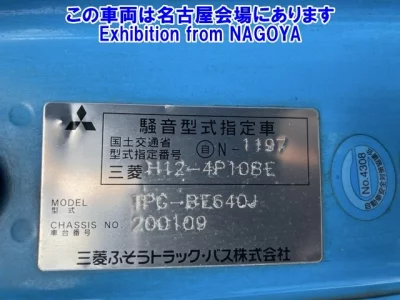 この車両は名古屋会場にあります
Exhibition from NAGOYA
騒音型式指定車
国土交通省
型式指定番号 自 N-1197
三菱 H12-4P10BE
MODEL
型式 TPG-BE640J
CHASSIS NO
車台番号 200109
三菱ふそうトラック・バス株式会社
No.4308